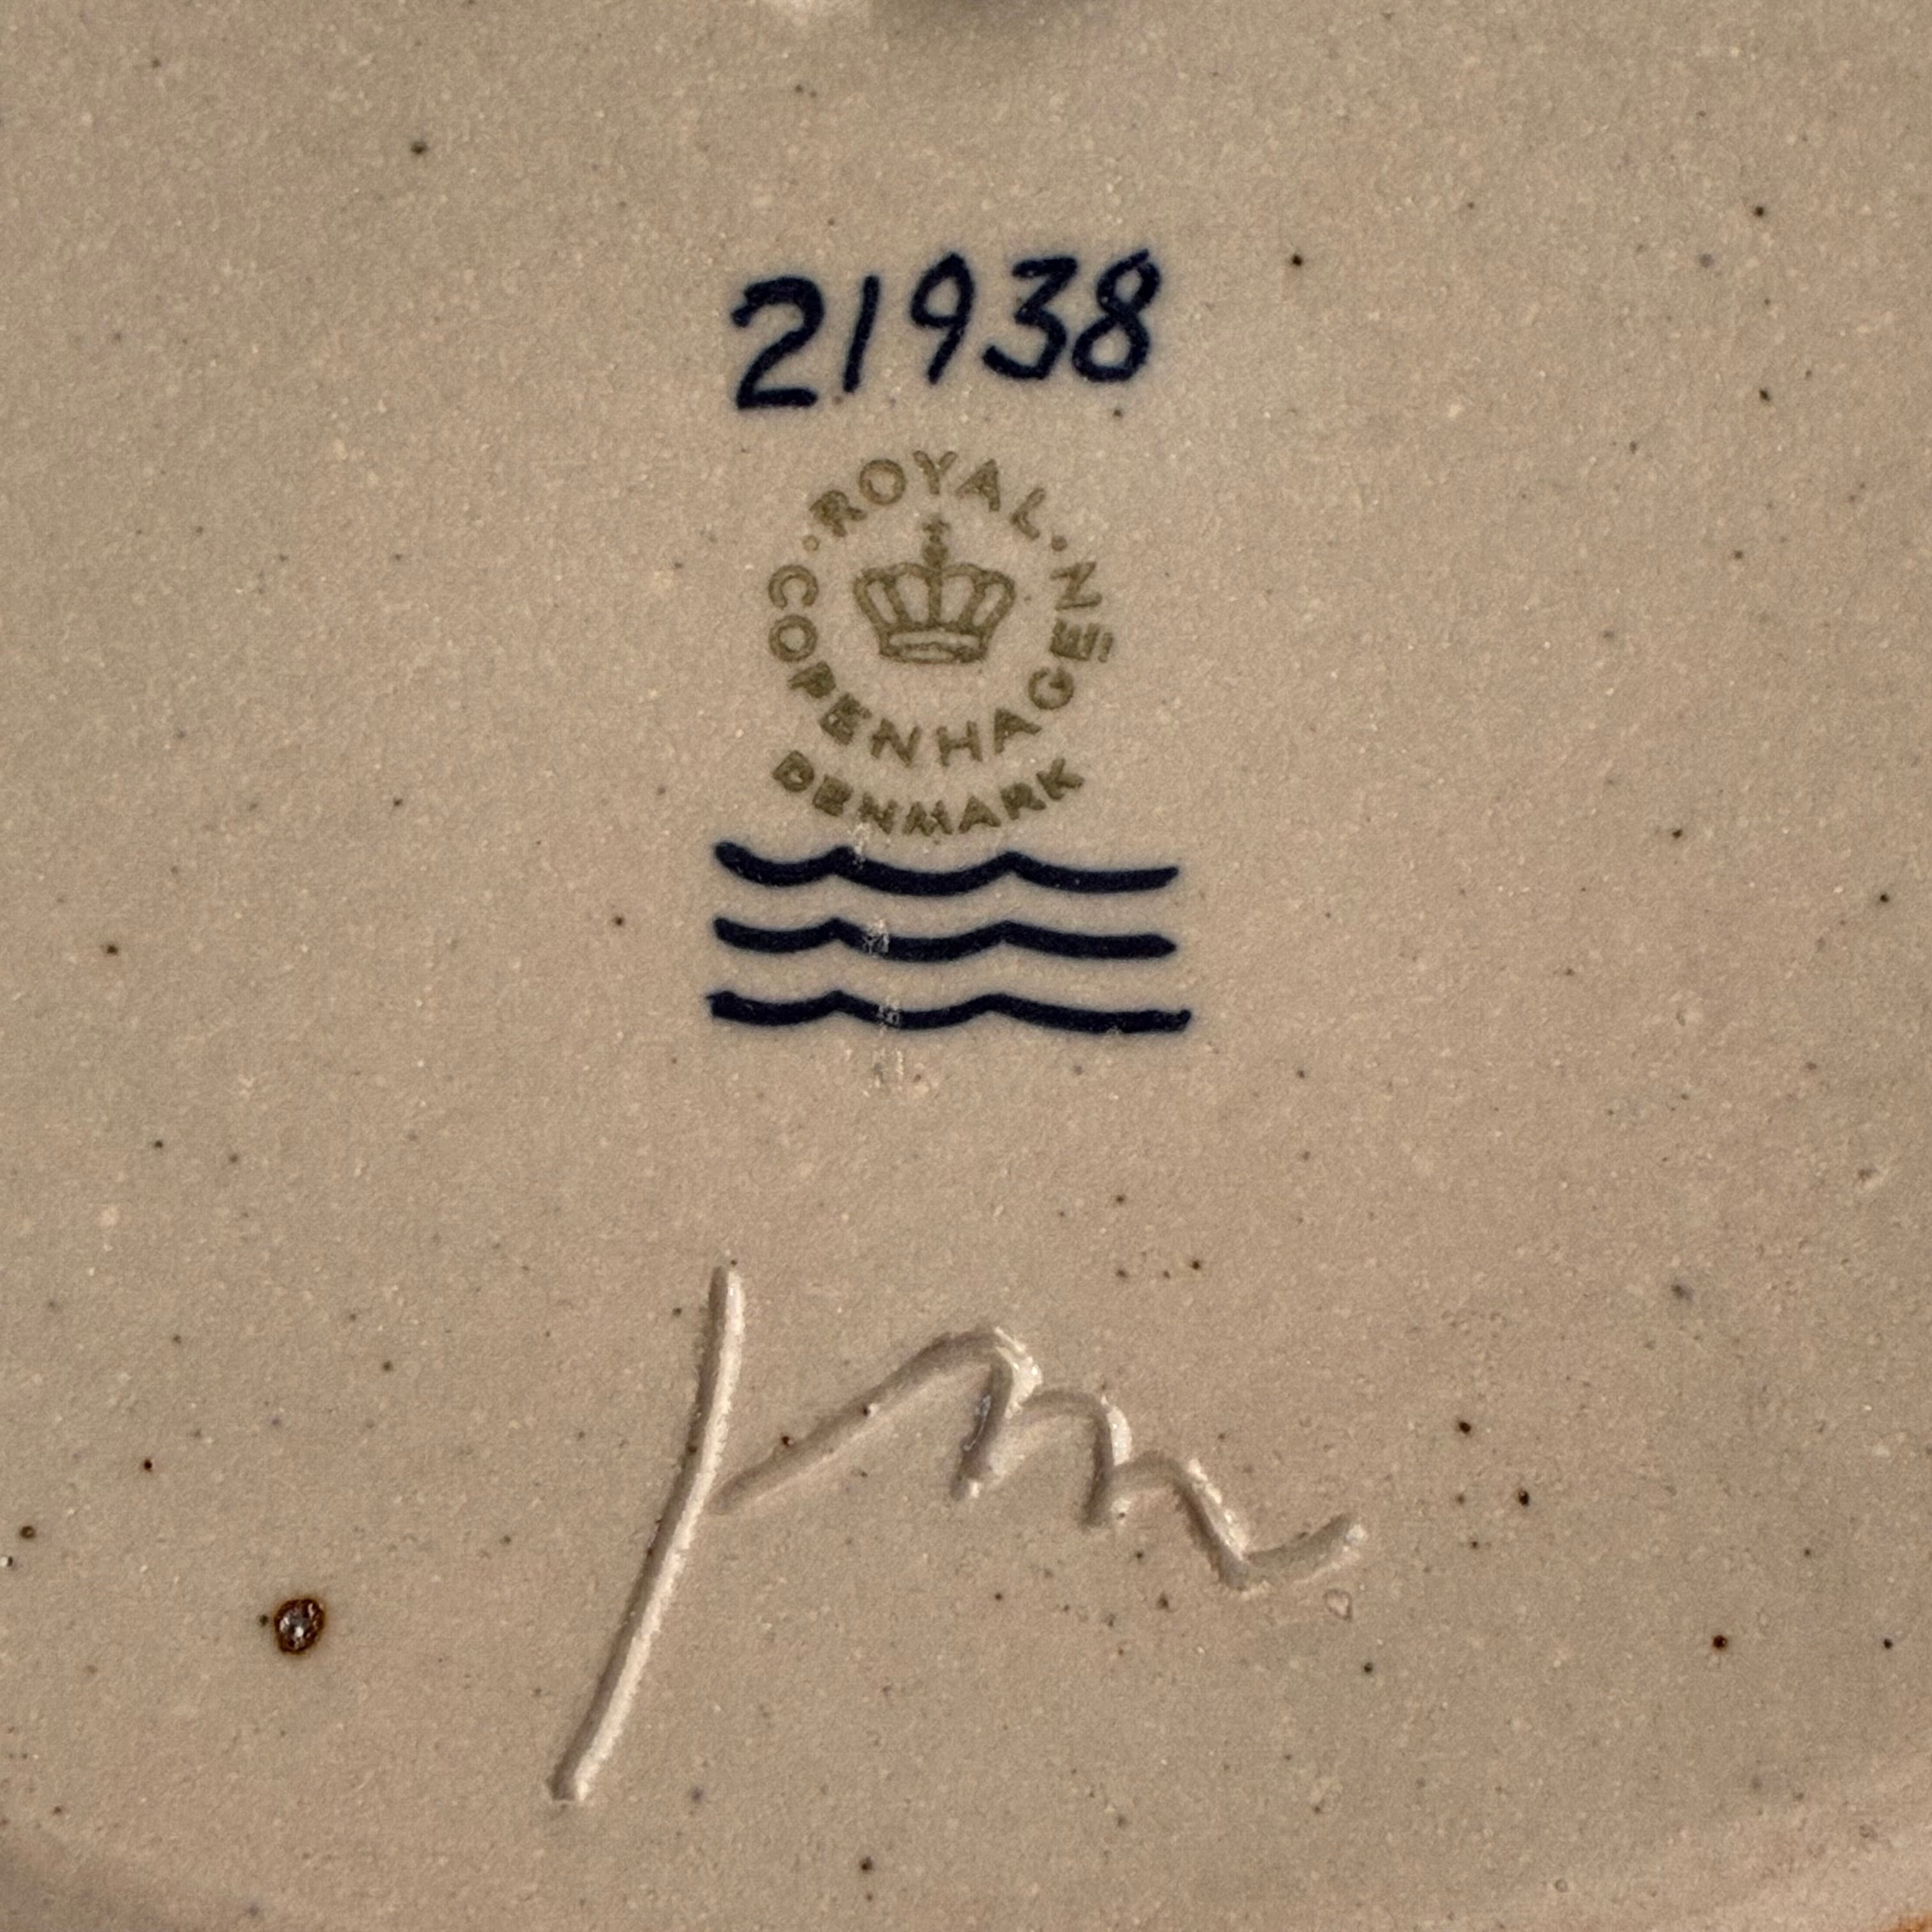 21938
ROYAL
COPENHAGEN
DENMARK